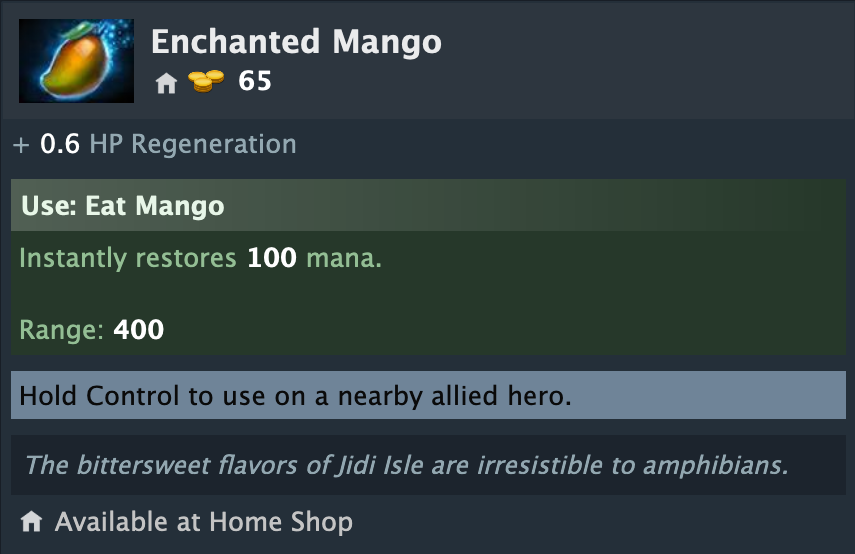 Enchanted Mango
65
+ 0.6 HP Regeneration
Use: Eat Mango
Instantly restores 100 mana.
Range: 400
Hold Control to use on a nearby allied hero.
The bittersweet flavors of Jidi Isle are irresistible to amphibians.
Available at Home Shop